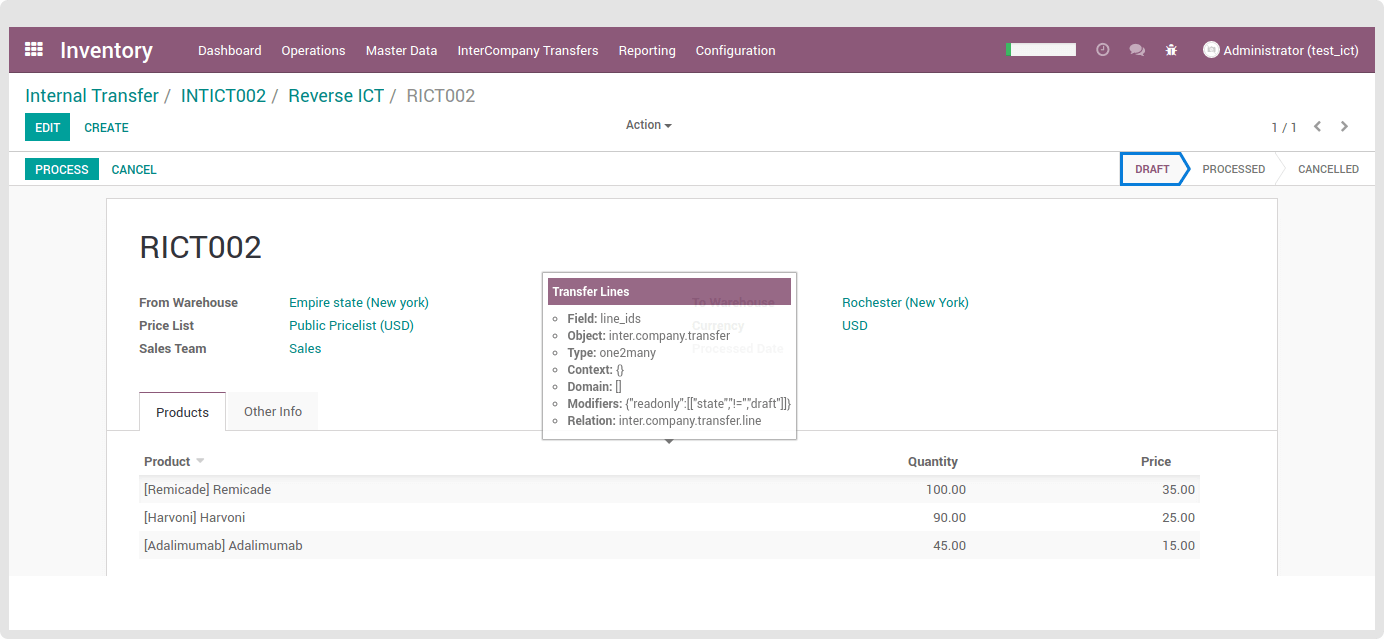 Inventory Dashboard Operations Master Data InterCompany Transfers Reporting Configuration Administrator (test_ict)
Internal Transfer / INTICT002 / Reverse ICT / RICT002
EDIT CREATE Action 1 / 1
PROCESS CANCEL DRAFT PROCESSED CANCELLED
RICT002
From Warehouse Empire state (New york) To Warehouse Rochester (New York)
Price List Public Pricelist (USD) Currency USD
Sales Team Sales Processed Date
Transfer Lines
Field: line_ids
Object: inter.company.transfer
Type: one2many
Context: {}
Domain: []
Modifiers: {"readonly":[["state","!=","draft"]]}
Relation: inter.company.transfer.line
Products Other Info
Product Quantity Price
[Remicade] Remicade 100.00 35.00
[Harvoni] Harvoni 90.00 25.00
[Adalimumab] Adalimumab 45.00 15.00